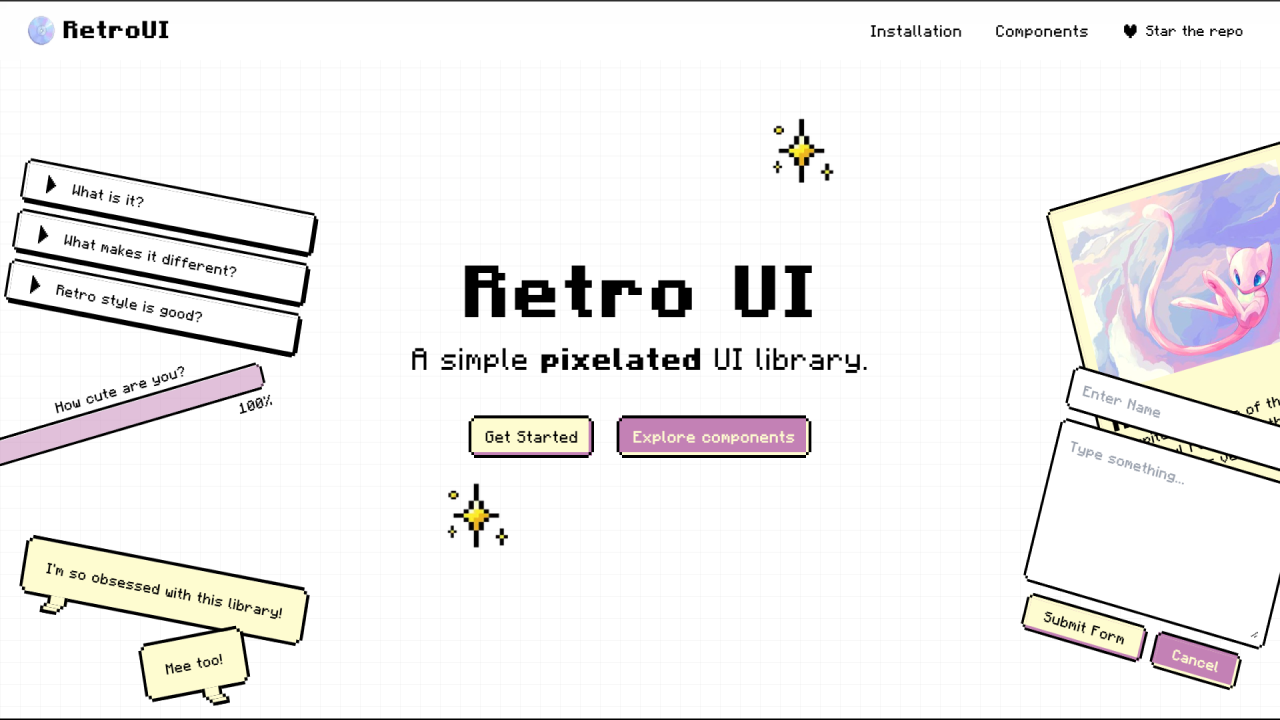 RetroUI
Installation
Components
Star the repo
What is it?
What makes it different?
Retro style is good?
How cute are you?
100%
Retro UI
A simple pixelated UI library.
Get Started
Explore components
I'm so obsessed with this library!
Mee too!
of th
Enter Name
Type something...
Submit Form
Cancel